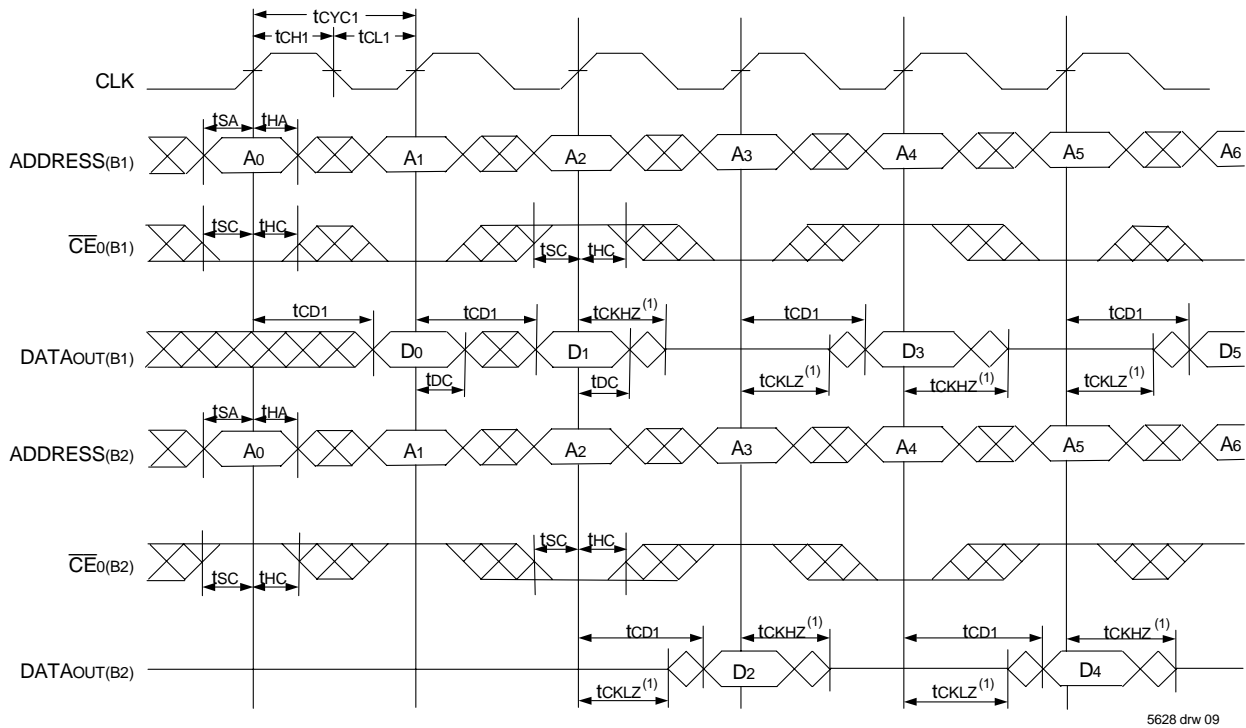 tCYC1
tCH1 tCL1
CLK
tSA tHA
ADDRESS(B1) A0 A1 A2 A3 A4 A5 A6
tSC tHC
CE0(B1) tSC tHC
tCD1 tCD1 tCKHZ(1) tCD1 tCD1
DATAOUT(B1) D0 D1 D3 D5
tDC tDC tCKLZ(1) tCKHZ(1) tCKLZ(1)
tSA tHA
ADDRESS(B2) A0 A1 A2 A3 A4 A5 A6
tSC tHC
CE0(B2)
tSC tHC
tCD1 tCKHZ(1) tCD1 tCKHZ(1)
DATAOUT(B2) D2 D4
tCKLZ(1) tCKLZ(1)
5628 drw 09